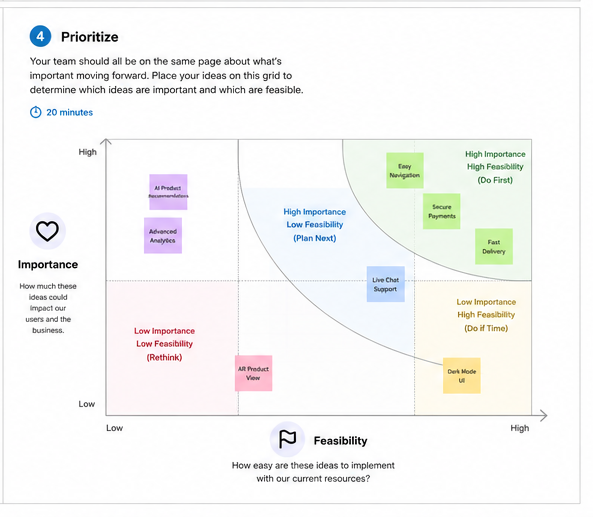 4 Prioritize
Your team should all be on the same page about what's
important moving forward. Place your ideas on this grid to
determine which ideas are important and which are feasible.
20 minutes
High
High Importance
High Feasibility
(Do First)
Easy
Navigation
AI Product
Recommendations
Secure
Payments
High Importance
Low Feasibility
(Plan Next)
Advanced
Analytics
Fast
Delivery
Importance
How much these
ideas could
impact our
users and the
business.
Live Chat
Support
Low Importance
High Feasibility
(Do if Time)
Low Importance
Low Feasibility
(Rethink)
AR Product
View
Dark Mode
UI
Low
Low
High
Feasibility
How easy are these ideas to implement
with our current resources?